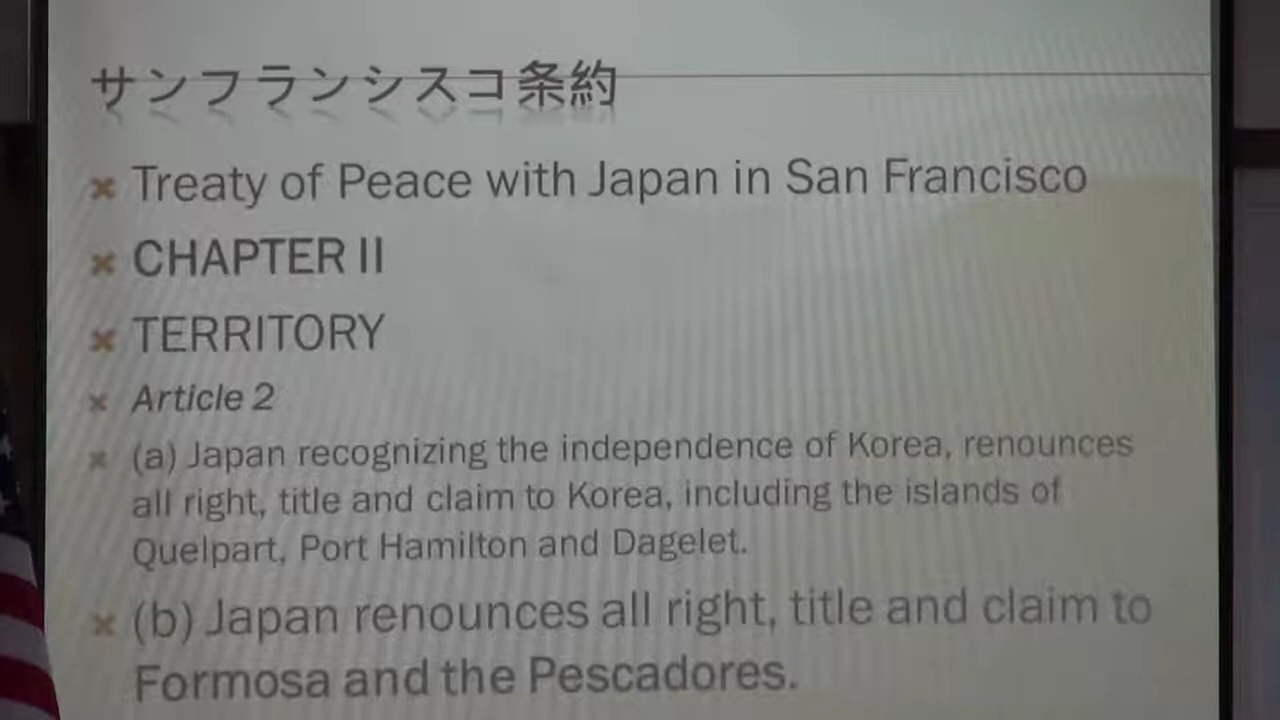 サンフランシスコ条約
Treaty of Peace with Japan in San Francisco
CHAPTER II
TERRITORY
Article 2
(a) Japan recognizing the independence of Korea, renounces
all right, title and claim to Korea, including the islands of
Quelpart, Port Hamilton and Dagelet.
(b) Japan renounces all right, title and claim to
Formosa and the Pescadores.